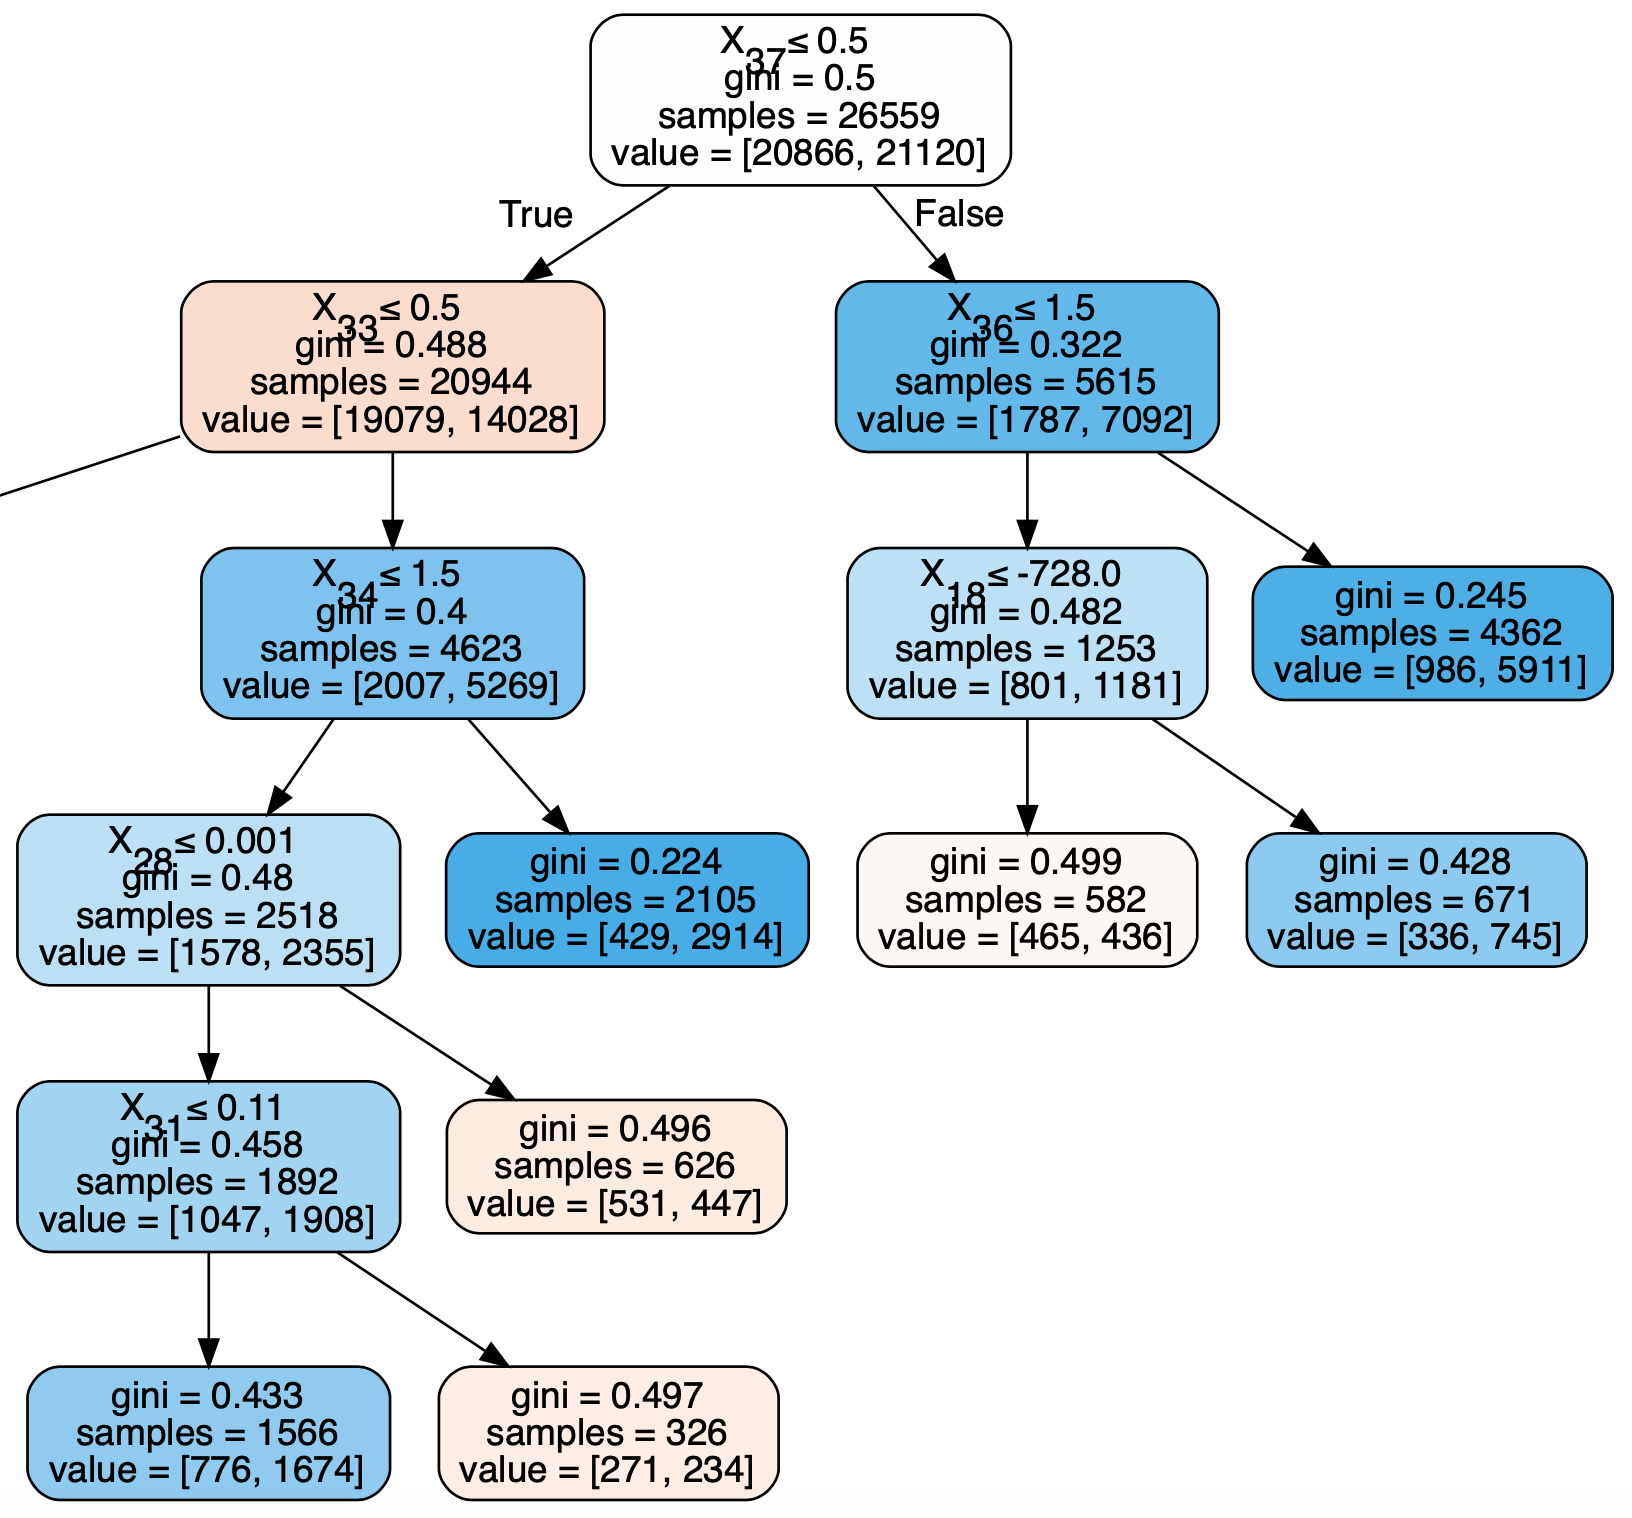 X37 ≤ 0.5
gini = 0.5
samples = 26559
value = [20866, 21120]
True
False
X33 ≤ 0.5
gini = 0.488
samples = 20944
value = [19079, 14028]
X36 ≤ 1.5
gini = 0.322
samples = 5615
value = [1787, 7092]
X34 ≤ 1.5
gini = 0.4
samples = 4623
value = [2007, 5269]
X18 ≤ -728.0
gini = 0.482
samples = 1253
value = [801, 1181]
gini = 0.245
samples = 4362
value = [986, 5911]
X28 ≤ 0.001
gini = 0.48
samples = 2518
value = [1578, 2355]
gini = 0.224
samples = 2105
value = [429, 2914]
gini = 0.499
samples = 582
value = [465, 436]
gini = 0.428
samples = 671
value = [336, 745]
X31 ≤ 0.11
gini = 0.458
samples = 1892
value = [1047, 1908]
gini = 0.496
samples = 626
value = [531, 447]
gini = 0.433
samples = 1566
value = [776, 1674]
gini = 0.497
samples = 326
value = [271, 234]